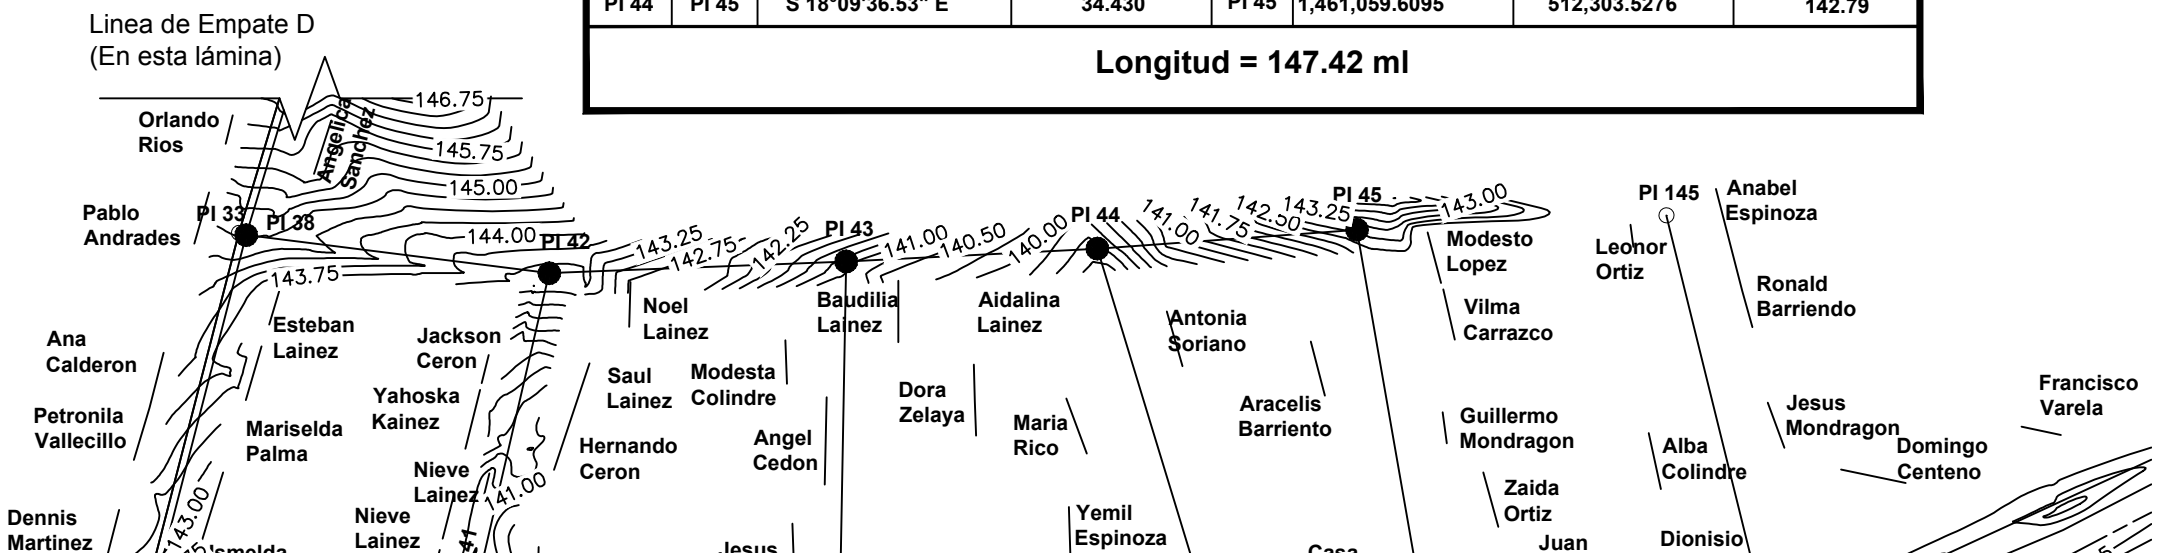 PI 44 PI 45 S 18°09'36.53" E 34.430 PI 45 1,461,059.6095 512,303.5276 142.79
Longitud = 147.42 ml
Linea de Empate D
(En esta lámina)
146.75
Orlando
Rios
Angelica
Sanchez
145.75
145.00
Pablo
Andrades
PI 33
PI 38
144.00
PI 42
143.75
143.25
142.75
142.25
PI 43
141.00
140.50
140.00
PI 44
141.00
141.75
142.50
143.25
PI 45
143.00
PI 145
Anabel
Espinoza
Modesto
Lopez
Leonor
Ortiz
Ronald
Barriendo
Ana
Calderon
Esteban
Lainez
Jackson
Ceron
Noel
Lainez
Baudilia
Lainez
Aidalina
Lainez
Antonia
Soriano
Vilma
Carrazco
Petronila
Vallecillo
Mariselda
Palma
Yahoska
Kainez
Saul
Lainez
Modesta
Colindre
Dora
Zelaya
Maria
Rico
Aracelis
Barriento
Guillermo
Mondragon
Jesus
Mondragon
Francisco
Varela
Hernando
Ceron
Angel
Cedon
Alba
Colindre
Domingo
Centeno
Nieve
Lainez
141.00
Zaida
Ortiz
Dennis
Martinez
143.00
Nieve
Lainez
41
Yemil
Espinoza
Jesus
Casa
Juan
Dionisio